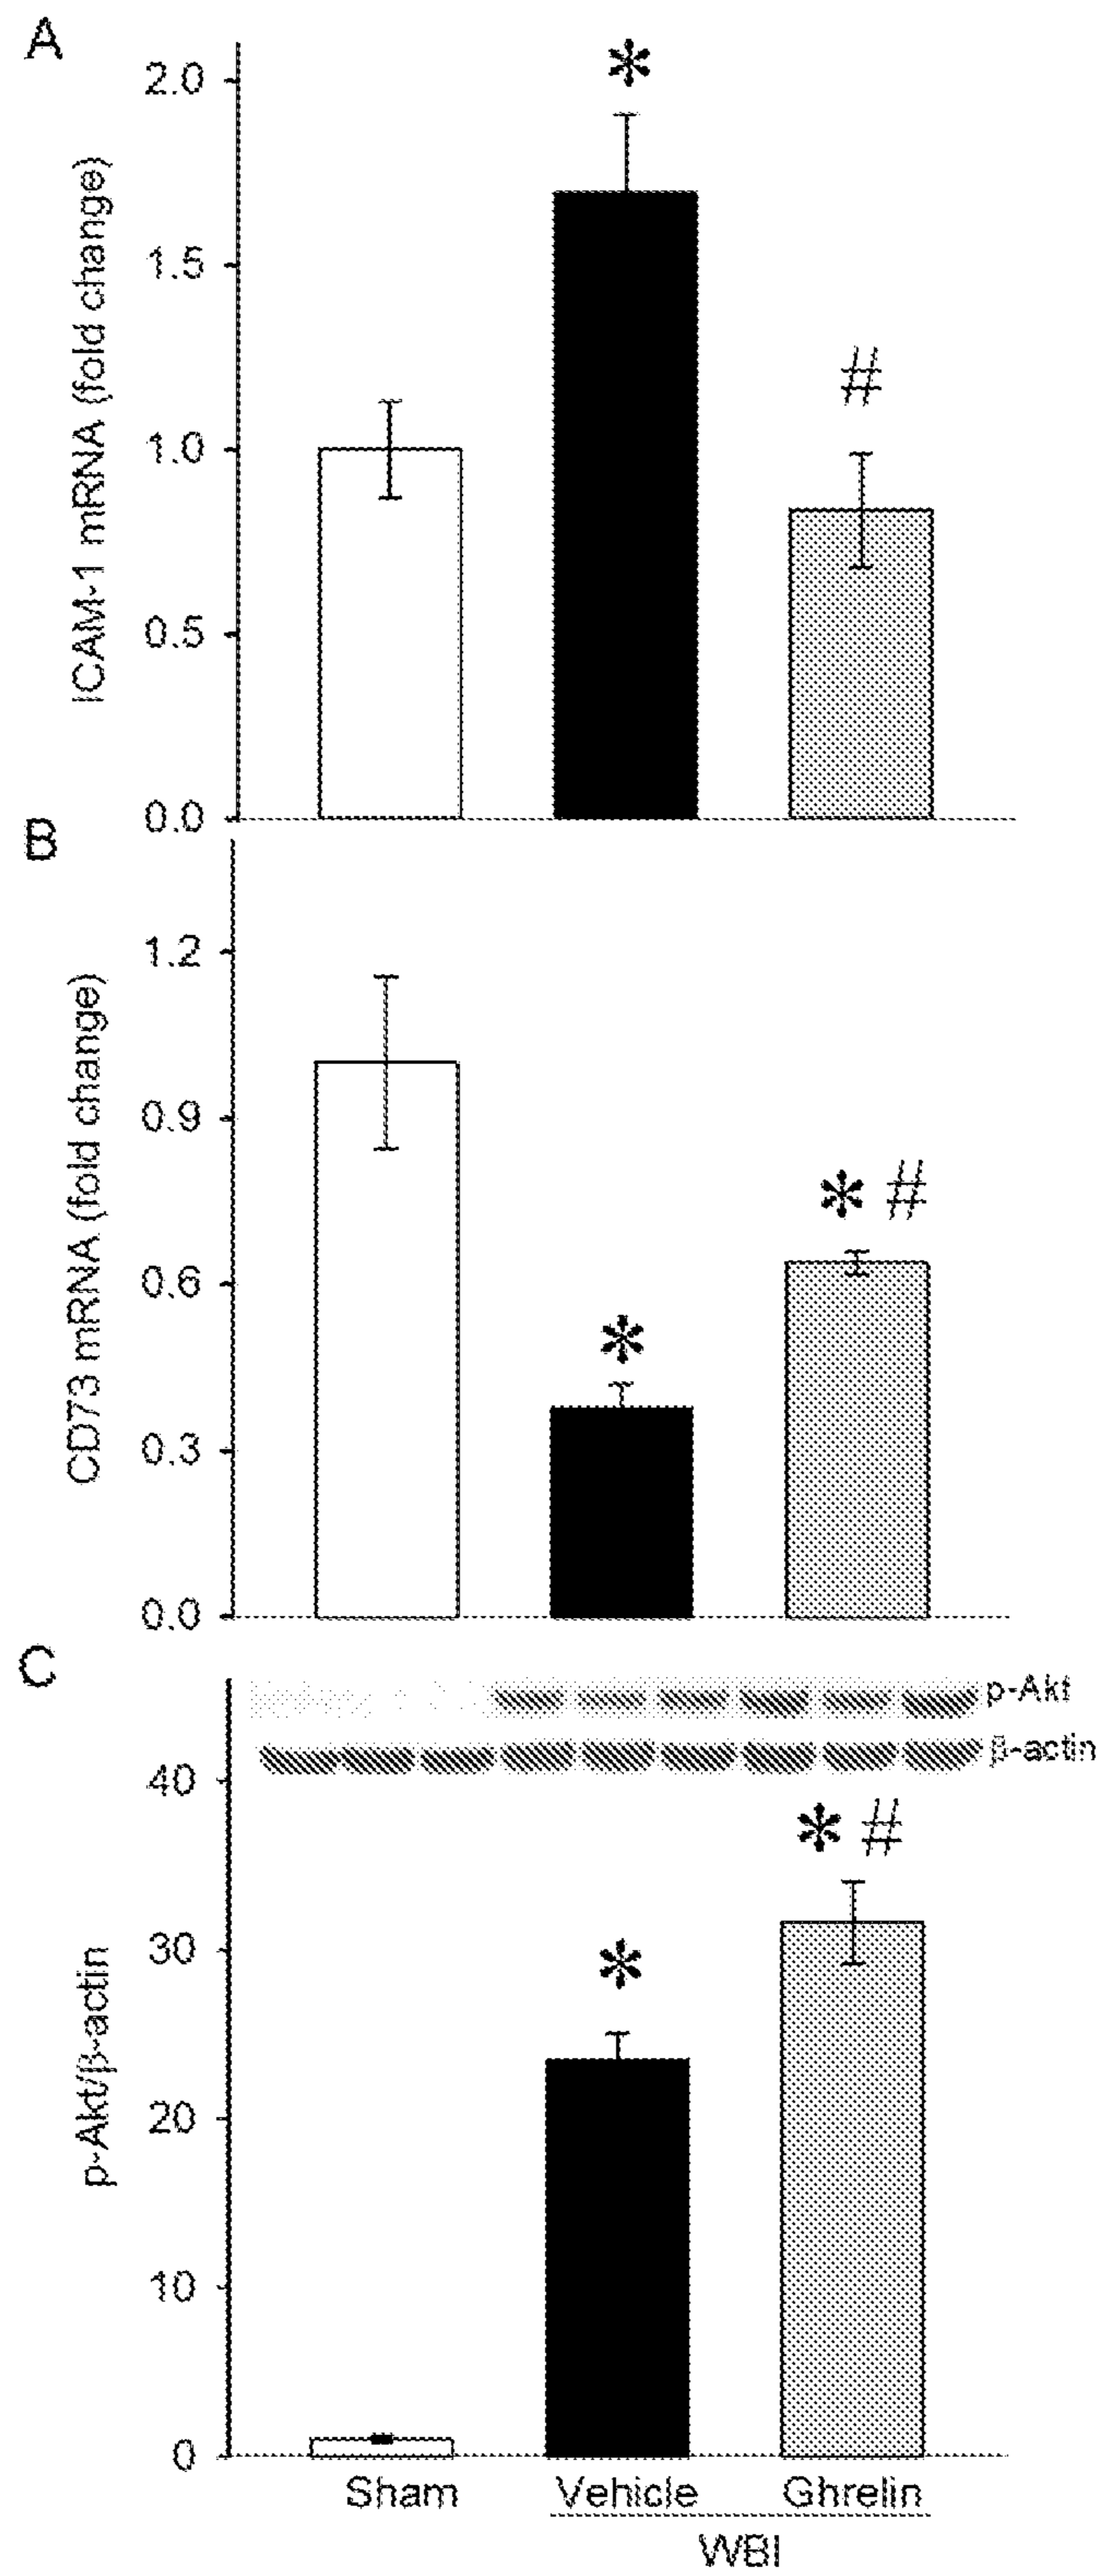 A
ICAM-1 mRNA (fold change)
2.0
1.5
1.0
0.5
0.0
*
#
B
CD73 mRNA (fold change)
1.2
0.9
0.6
0.3
0.0
*
* #
C
p-Akt/β-actin
p-Akt
β-actin
40
30
20
10
0
*
* #
Sham Vehicle Ghrelin
WBI